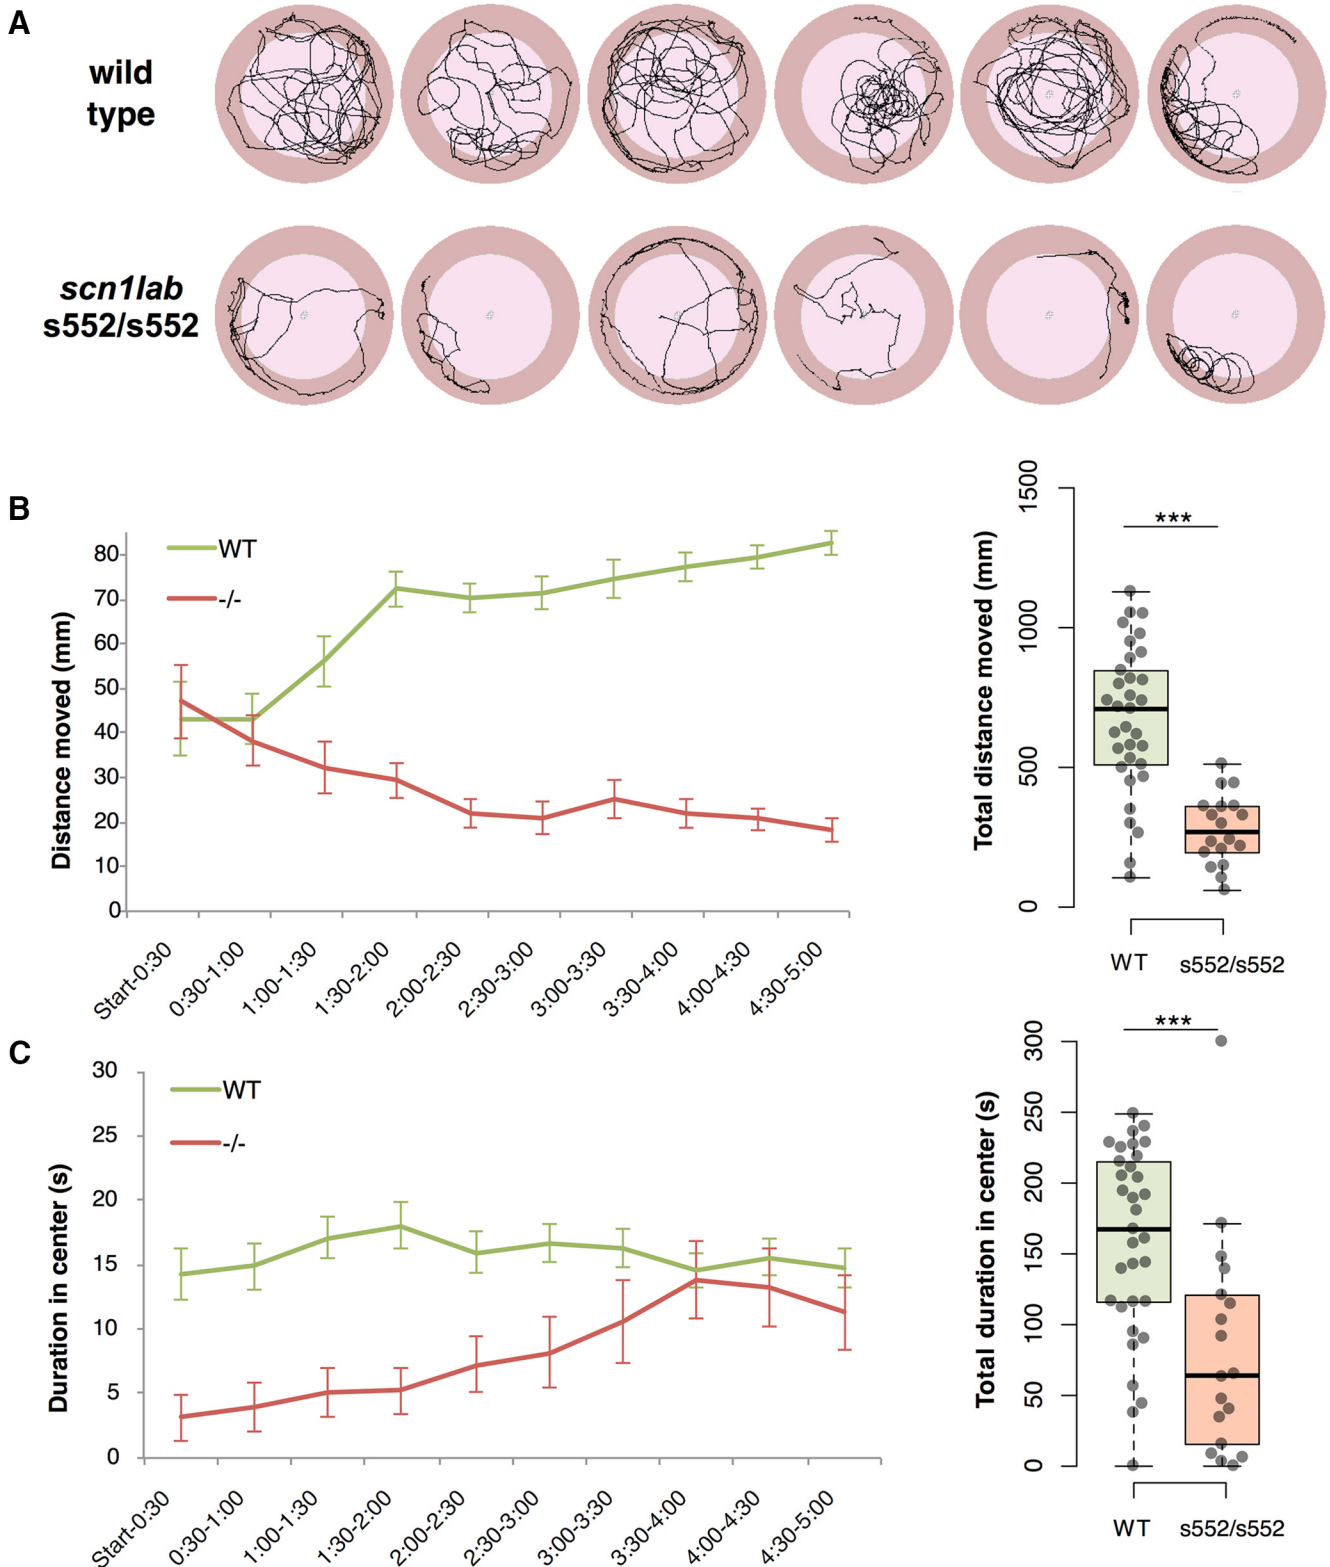 A
wild
type
scn1lab
s552/s552
B
WT
-/-
Distance moved (mm)
80
70
60
50
40
30
20
10
0
Start-0:30
0:30-1:00
1:00-1:30
1:30-2:00
2:00-2:30
2:30-3:00
3:00-3:30
3:30-4:00
4:00-4:30
4:30-5:00
Total distance moved (mm)
1500
1000
500
0
***
WT
s552/s552
C
WT
-/-
Duration in center (s)
30
25
20
15
10
5
0
Start-0:30
0:30-1:00
1:00-1:30
1:30-2:00
2:00-2:30
2:30-3:00
3:00-3:30
3:30-4:00
4:00-4:30
4:30-5:00
Total duration in center (s)
300
250
200
150
100
50
0
***
WT
s552/s552